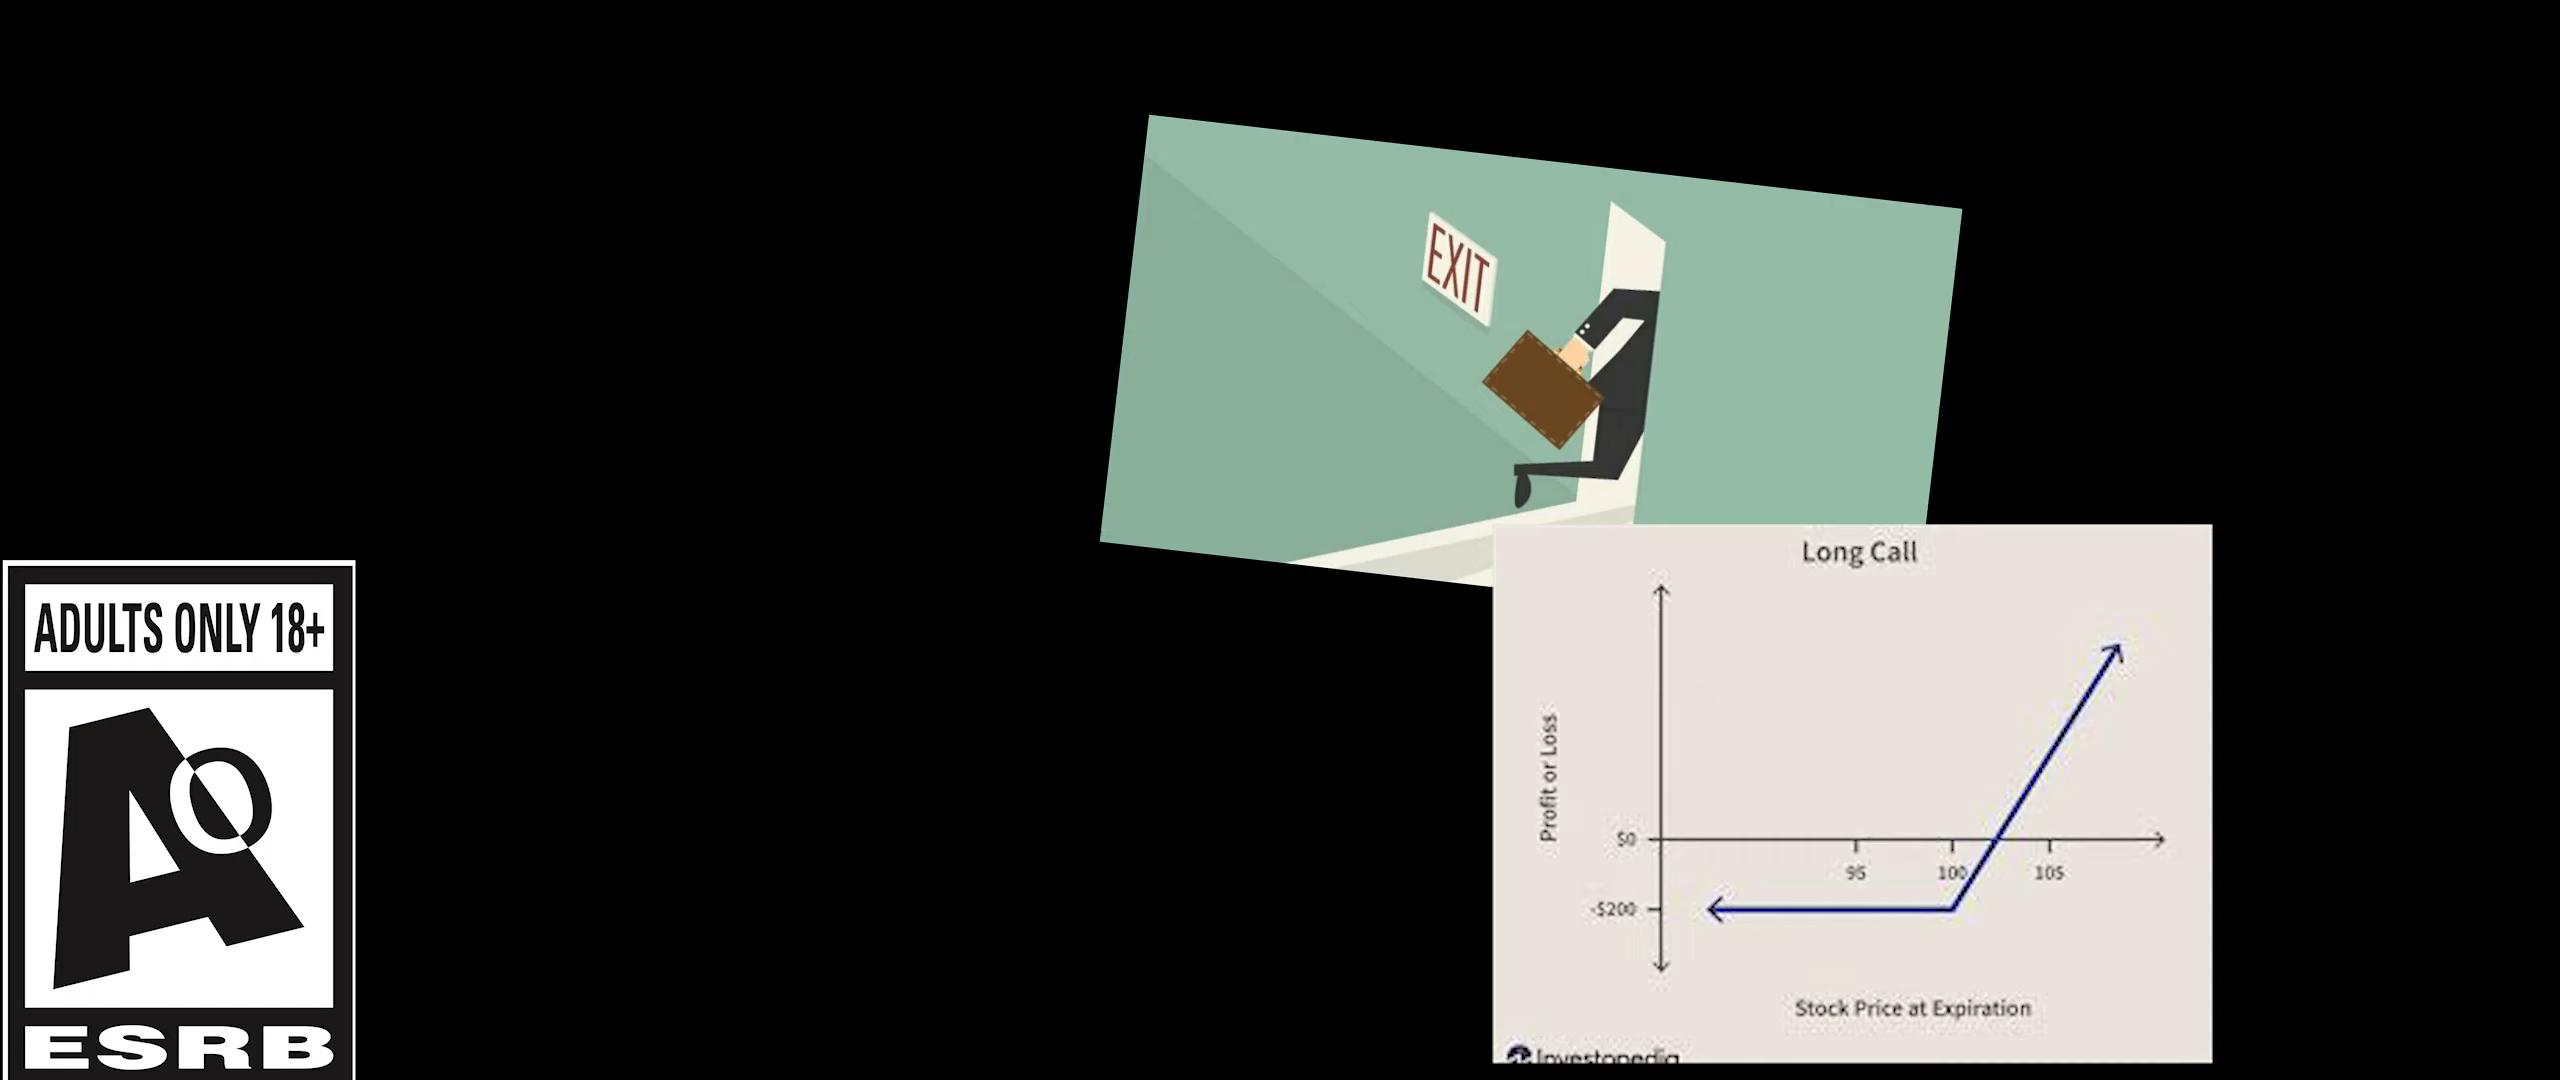 EXIT
Long Call
Profit or Loss
$0
95 100 105
-$200
Stock Price at Expiration
Investopedia
ADULTS ONLY 18+
AO
ESRB